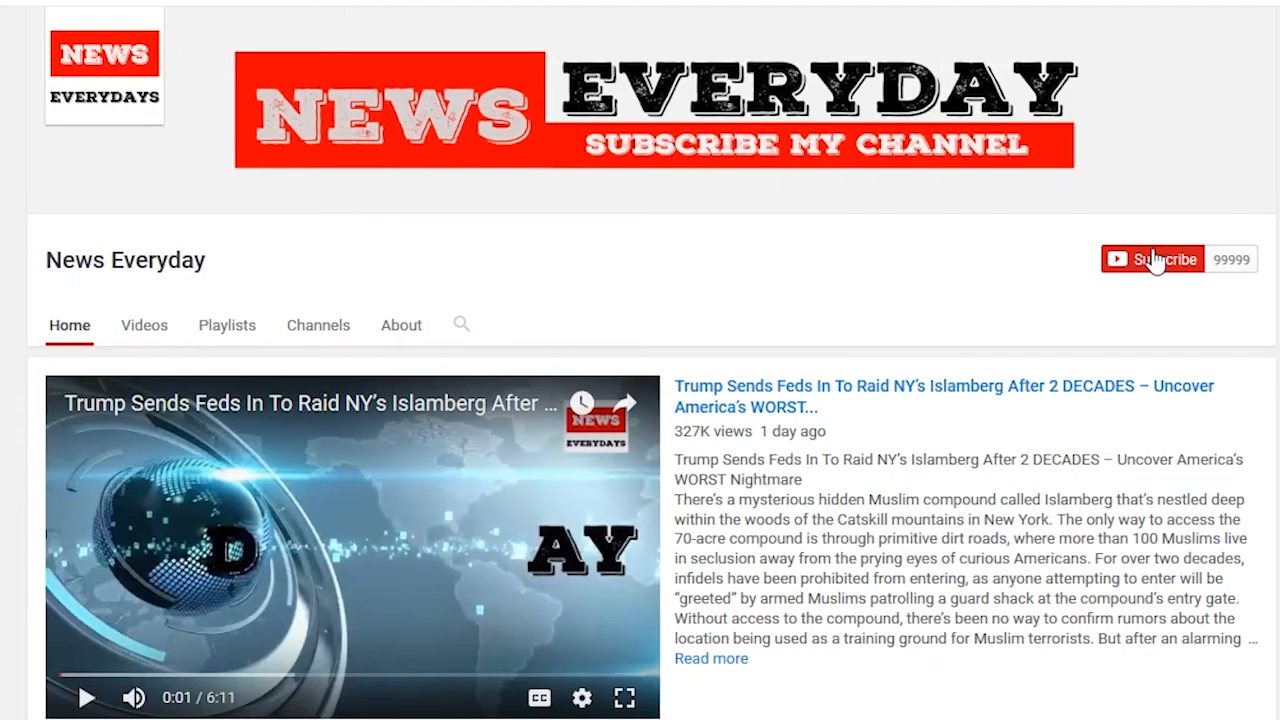 NEWS
EVERYDAYS
NEWS
EVERYDAY
SUBSCRIBE MY CHANNEL
News Everyday
Subscribe 99999
Home Videos Playlists Channels About
Trump Sends Feds In To Raid NY's Islamberg After ...
NEWS
EVERYDAYS
D AY
0:01 / 6:11
CC
Trump Sends Feds In To Raid NY's Islamberg After 2 DECADES – Uncover
America's WORST...
327K views 1 day ago
Trump Sends Feds In To Raid NY's Islamberg After 2 DECADES – Uncover America's
WORST Nightmare
There's a mysterious hidden Muslim compound called Islamberg that's nestled deep
within the woods of the Catskill mountains in New York. The only way to access the
70-acre compound is through primitive dirt roads, where more than 100 Muslims live
in seclusion away from the prying eyes of curious Americans. For over two decades,
infidels have been prohibited from entering, as anyone attempting to enter will be
“greeted” by armed Muslims patrolling a guard shack at the compound's entry gate.
Without access to the compound, there's been no way to confirm rumors about the
location being used as a training ground for Muslim terrorists. But after an alarming ...
Read more